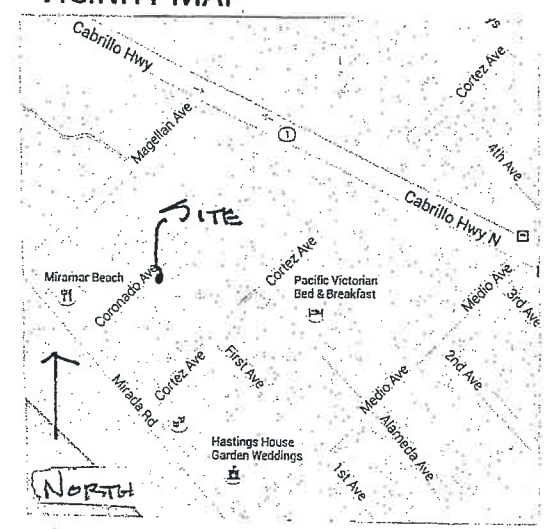 VICINITY MAP
Cabrillo Hwy
Cortez Ave
Magellan Ave
1
4th Ave
SITE
Cabrillo Hwy N
Cortez Ave
Miramar Beach
Coronado Ave
Pacific Victorian
Bed & Breakfast
Medio Ave
3rd Ave
Mirada Rd
Cortez Ave
First Ave
Medio Ave
2nd Ave
Alameda Ave
Hastings House
Garden Weddings
1st Ave
NORTH